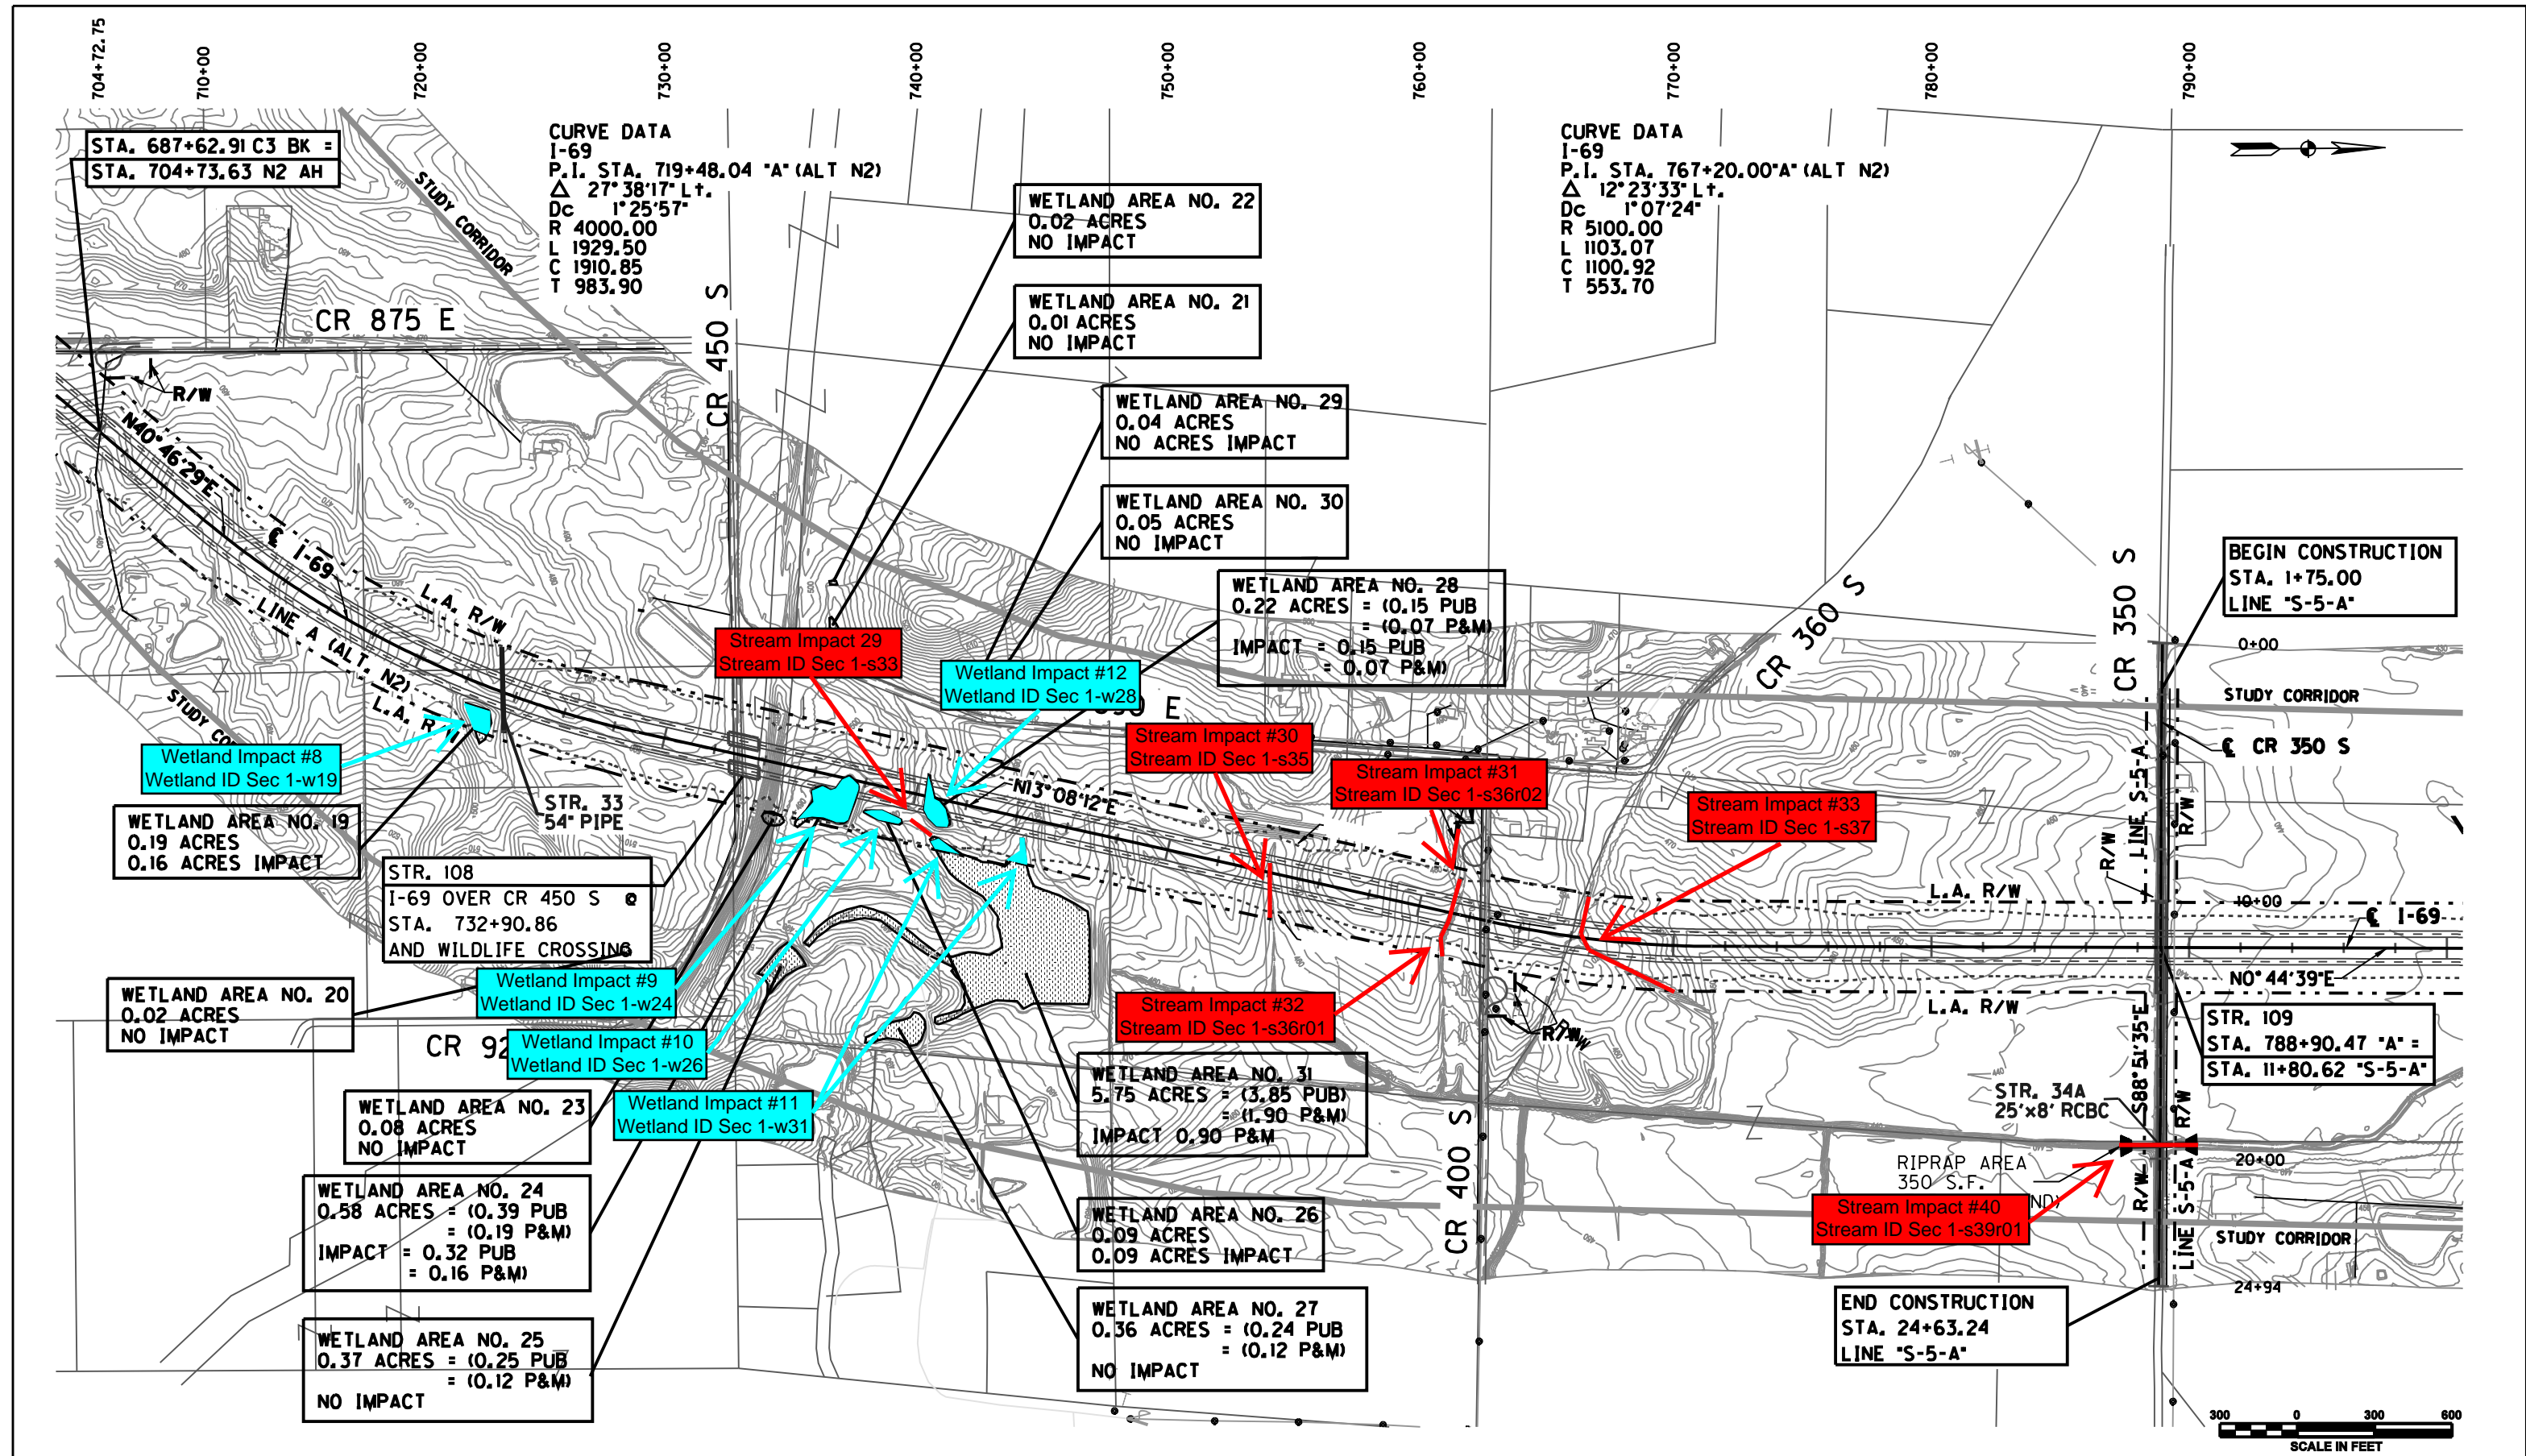 704+72.75
710+00
720+00
730+00
740+00
750+00
760+00
770+00
780+00
790+00
STA. 687+62.91 C3 BK =
STA. 704+73.63 N2 AH
STUDY CORRIDOR
CURVE DATA
I-69
P.I. STA. 719+48.04 "A" (ALT N2)
Δ 27°38'17" Lt.
Dc 1°25'57"
R 4000.00
L 1929.50
C 1910.85
T 983.90
CURVE DATA
I-69
P.I. STA. 767+20.00"A" (ALT N2)
Δ 12°23'33" Lt.
Dc 1°07'24"
R 5100.00
L 1103.07
C 1100.92
T 553.70
WETLAND AREA NO. 22
0.02 ACRES
NO IMPACT
WETLAND AREA NO. 21
0.01 ACRES
NO IMPACT
WETLAND AREA NO. 29
0.04 ACRES
NO ACRES IMPACT
WETLAND AREA NO. 30
0.05 ACRES
NO IMPACT
WETLAND AREA NO. 28
0.22 ACRES = (0.15 PUB
= (0.07 P&M)
IMPACT = 0.15 PUB
= 0.07 P&M)
CR 875 E
CR 450 S
R/W
N40°46'29"E
℄ I-69
L.A. R/W
LINE A (ALT. N2)
L.A. R
STUDY CO
Stream Impact 29
Stream ID Sec 1-s33
Wetland Impact #12
Wetland ID Sec 1-w28
E
Stream Impact #30
Stream ID Sec 1-s35
Stream Impact #31
Stream ID Sec 1-s36r02
Stream Impact #33
Stream ID Sec 1-s37
CR 360 S
CR 350 S
BEGIN CONSTRUCTION
STA. 1+75.00
LINE "S-5-A"
0+00
STUDY CORRIDOR
℄ CR 350 S
LINE S-5-A
R/W
R/W
Wetland Impact #8
Wetland ID Sec 1-w19
STR. 33
54" PIPE
N13°08'12"E
WETLAND AREA NO. 19
0.19 ACRES
0.16 ACRES IMPACT
STR. 108
I-69 OVER CR 450 S @
STA. 732+90.86
AND WILDLIFE CROSSING
L.A. R/W
10+00
℄ I-69
N0°44'39"E
L.A. R/W
WETLAND AREA NO. 20
0.02 ACRES
NO IMPACT
Wetland Impact #9
Wetland ID Sec 1-w24
Stream Impact #32
Stream ID Sec 1-s36r01
R/W
STR. 109
STA. 788+90.47 "A" =
STA. 11+80.62 "S-5-A"
CR 92
Wetland Impact #10
Wetland ID Sec 1-w26
WETLAND AREA NO. 31
5.75 ACRES = (3.85 PUB)
= (1.90 P&M)
IMPACT 0.90 P&M
Wetland Impact #11
Wetland ID Sec 1-w31
WETLAND AREA NO. 23
0.08 ACRES
NO IMPACT
STR. 34A
25'x8' RCBC
S88°51'35"E
R/W
CR 400 S
WETLAND AREA NO. 24
0.58 ACRES = (0.39 PUB
= (0.19 P&M)
IMPACT = 0.32 PUB
= 0.16 P&M)
RIPRAP AREA
350 S.F.
ND)
20+00
R/W
LINE S-5-A
WETLAND AREA NO. 26
0.09 ACRES
0.09 ACRES IMPACT
Stream Impact #40
Stream ID Sec 1-s39r01
STUDY CORRIDOR
24+94
WETLAND AREA NO. 27
0.36 ACRES = (0.24 PUB
= (0.12 P&M)
NO IMPACT
END CONSTRUCTION
STA. 24+63.24
LINE "S-5-A"
WETLAND AREA NO. 25
0.37 ACRES = (0.25 PUB
= (0.12 P&M)
NO IMPACT
300 0 300 600
SCALE IN FEET